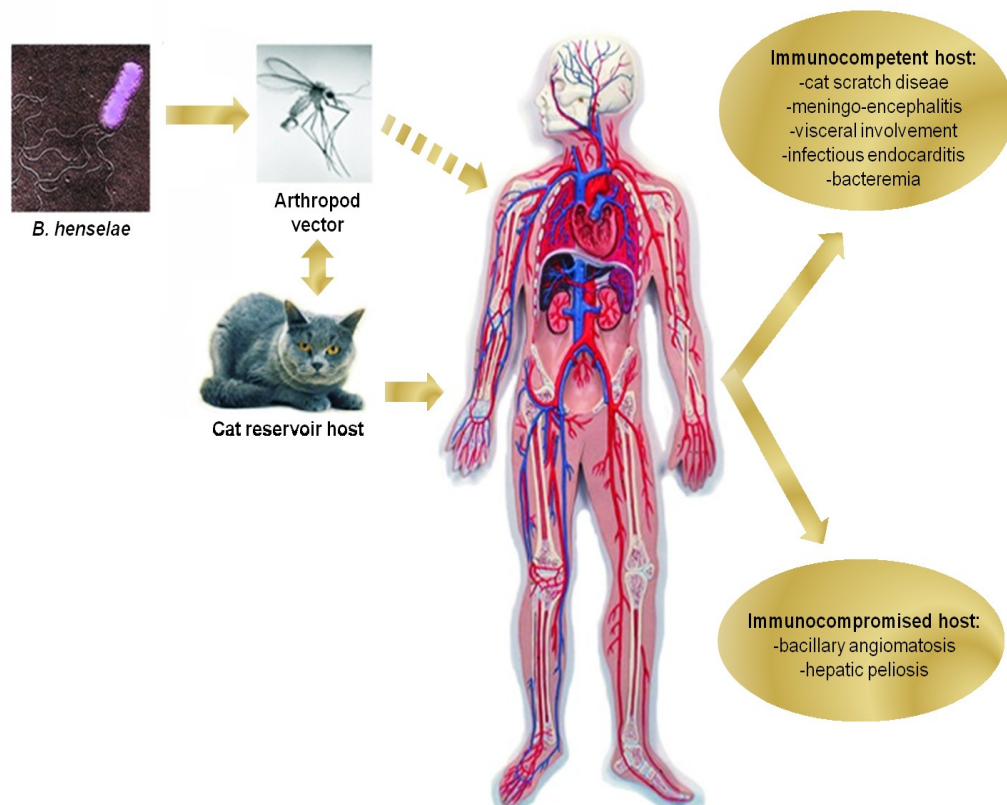 B. henselae
Arthropod
vector
Cat reservoir host
Immunocompetent host:
-cat scratch diseae
-meningo-encephalitis
-visceral involvement
-infectious endocarditis
-bacteremia
Immunocompromised host:
-bacillary angiomatosis
-hepatic peliosis